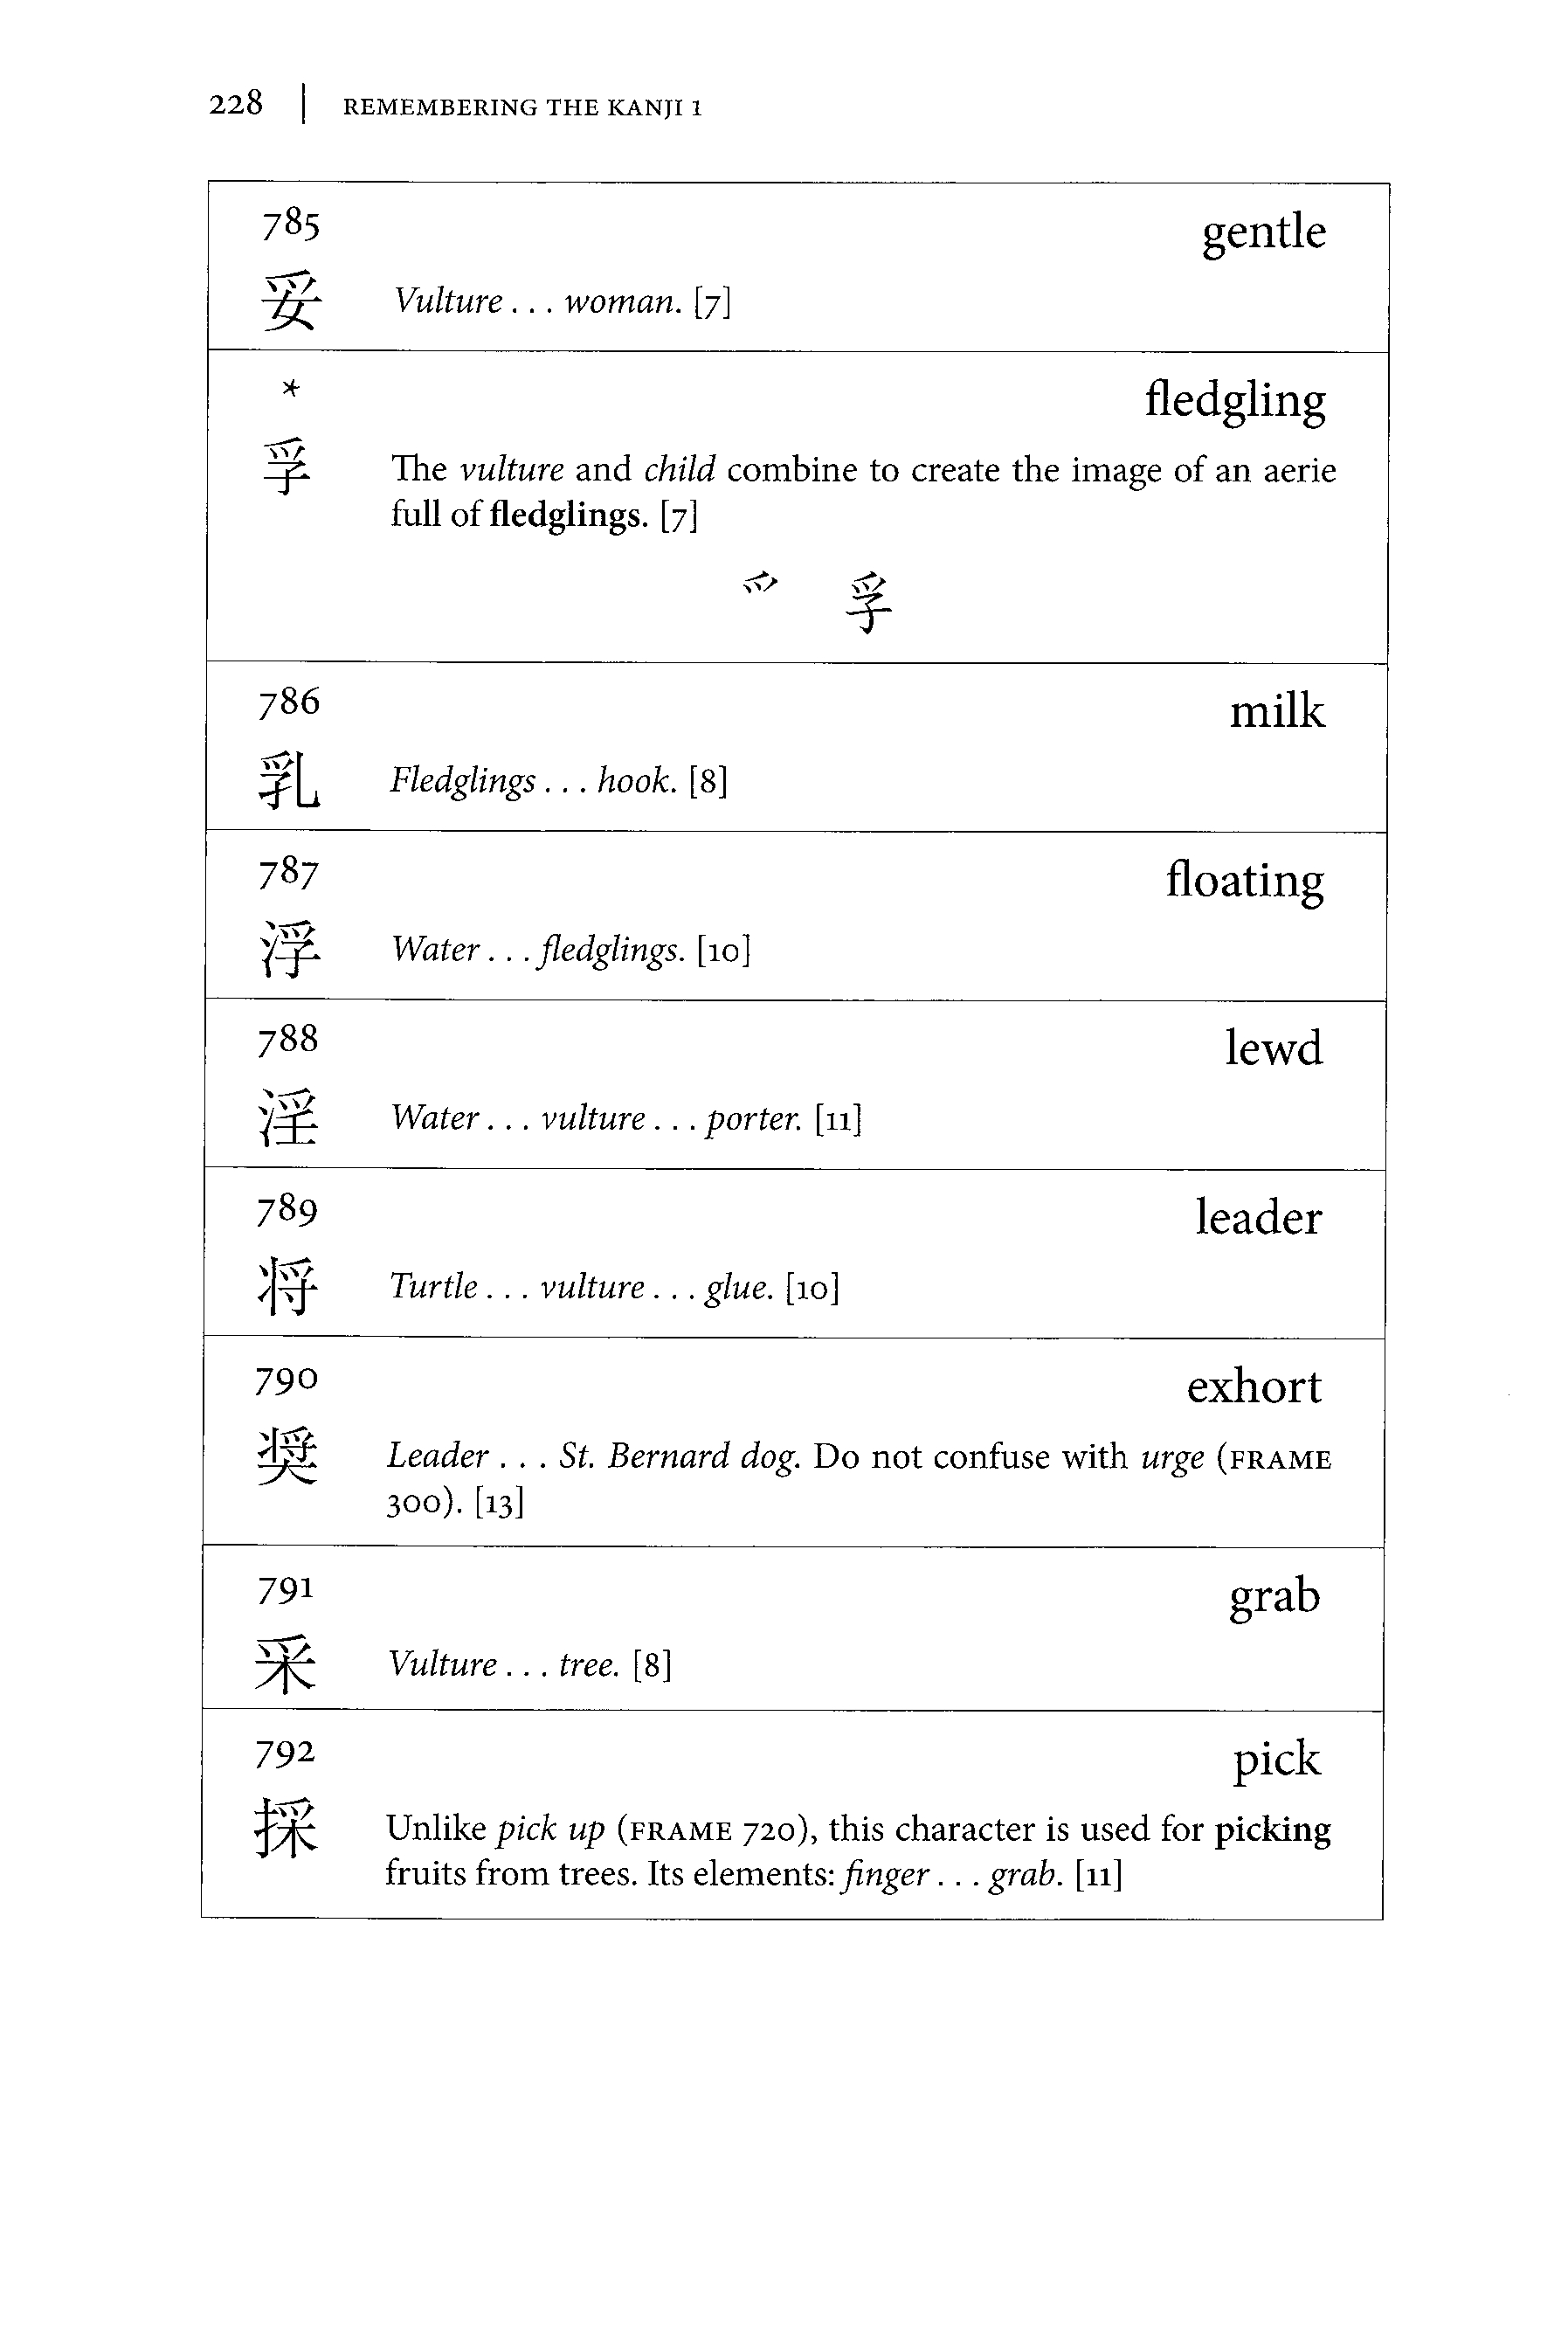 228 | REMEMBERING THE KANJI 1
785 gentle
妥 Vulture . . . woman. [7]
* fledgling
孚 The vulture and child combine to create the image of an aerie
full of fledglings. [7]
爫 孚
786 milk
乳 Fledglings . . . hook. [8]
787 floating
浮 Water . . . fledglings. [10]
788 lewd
淫 Water . . . vulture . . . porter. [11]
789 leader
将 Turtle . . . vulture . . . glue. [10]
790 exhort
奨 Leader . . . St. Bernard dog. Do not confuse with urge (FRAME
300). [13]
791 grab
采 Vulture . . . tree. [8]
792 pick
採 Unlike pick up (FRAME 720), this character is used for picking
fruits from trees. Its elements: finger . . . grab. [11]